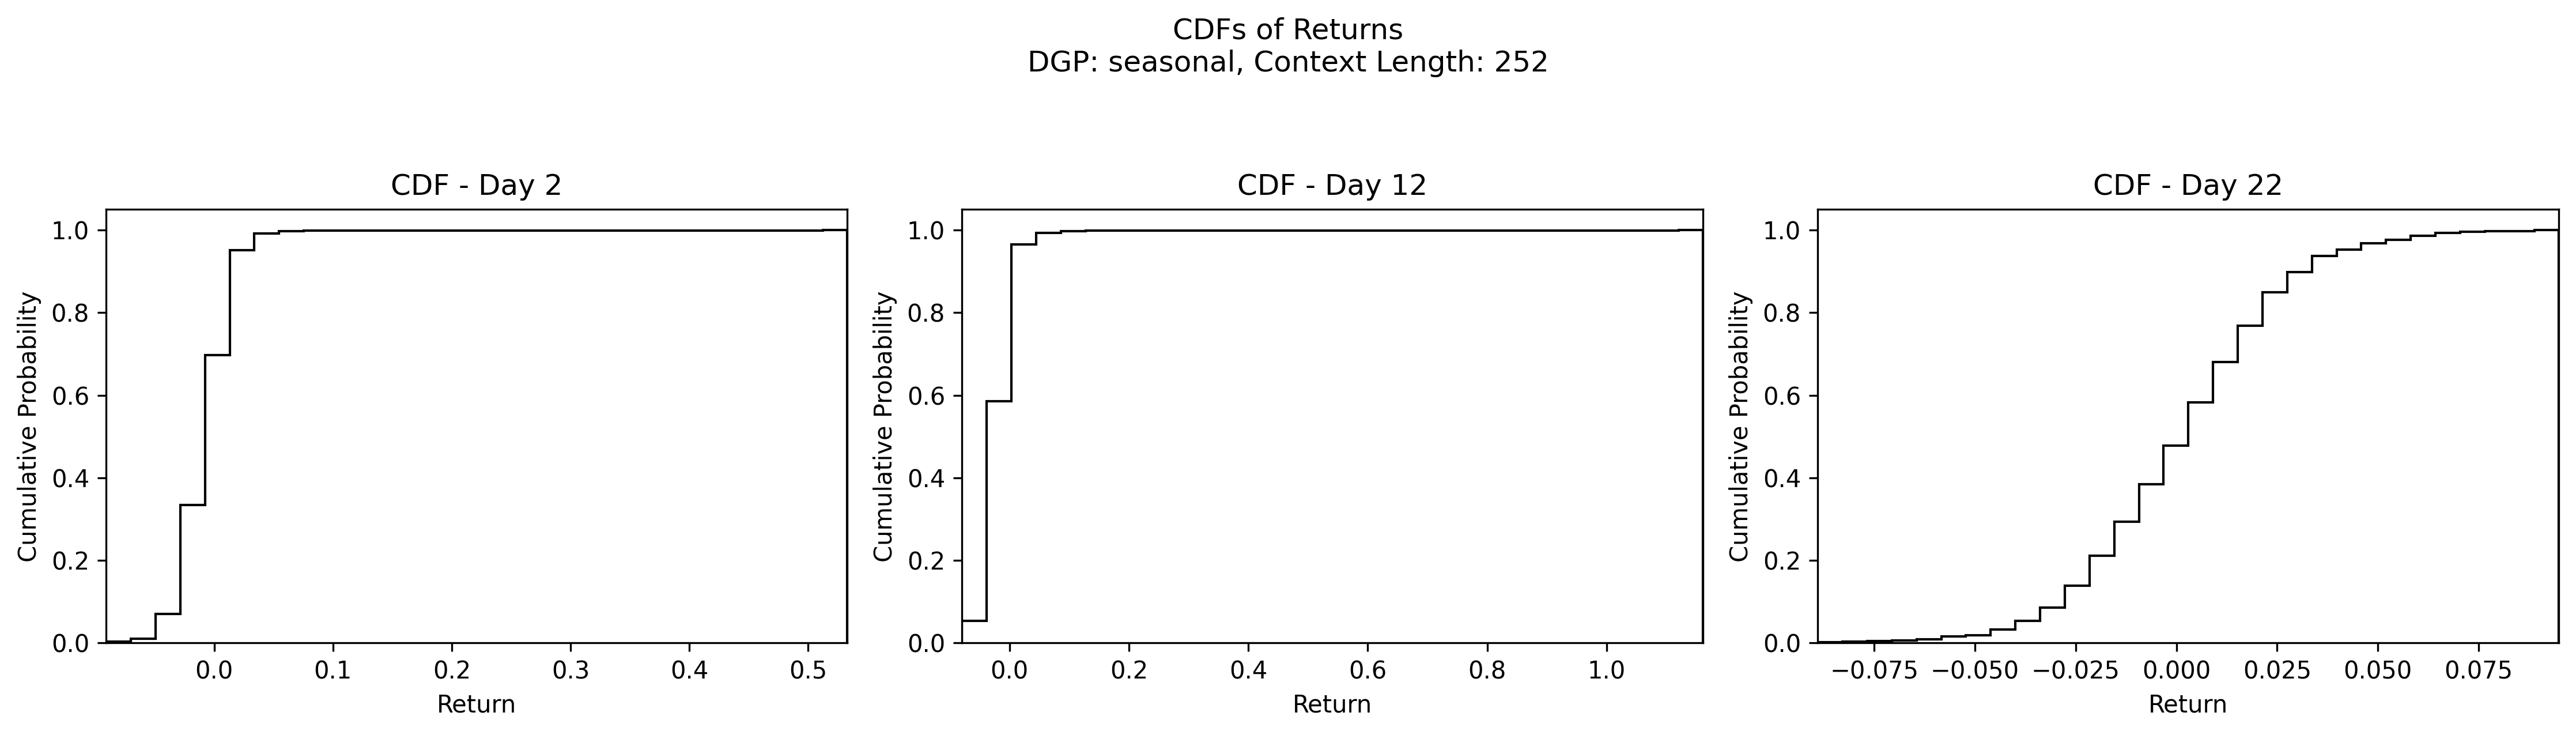 CDFs of Returns
DGP: seasonal, Context Length: 252
CDF - Day 2
1.0
0.8
0.6
0.4
0.2
0.0
Cumulative Probability
0.0 0.1 0.2 0.3 0.4 0.5
Return
CDF - Day 12
1.0
0.8
0.6
0.4
0.2
0.0
Cumulative Probability
0.0 0.2 0.4 0.6 0.8 1.0
Return
CDF - Day 22
1.0
0.8
0.6
0.4
0.2
0.0
Cumulative Probability
−0.075 −0.050 −0.025 0.000 0.025 0.050 0.075
Return